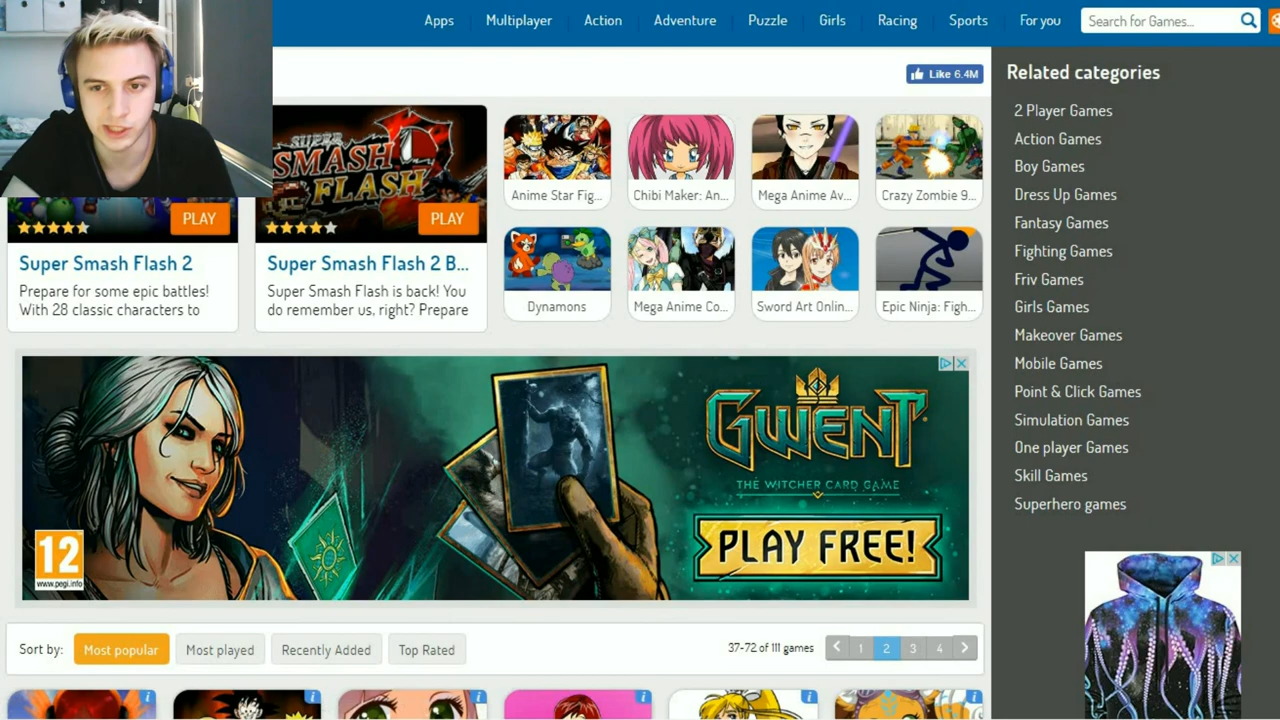 Apps
Multiplayer
Action
Adventure
Puzzle
Girls
Racing
Sports
For you
Search for Games...
Like 6.4M
SUPER
SMASH
FLASH
PLAY
PLAY
Super Smash Flash 2
Prepare for some epic battles!
With 28 classic characters to
Super Smash Flash 2 B...
Super Smash Flash is back! You
do remember us, right? Prepare
Anime Star Fig...
Chibi Maker: An...
Mega Anime Av...
Crazy Zombie 9...
Dynamons
Mega Anime Co...
Sword Art Onlin...
Epic Ninja: Figh...
GWENT
THE WITCHER CARD GAME
PLAY FREE!
12
www.pegi.info
Sort by:
Most popular
Most played
Recently Added
Top Rated
37-72 of 111 games
1
2
3
4
Related categories
2 Player Games
Action Games
Boy Games
Dress Up Games
Fantasy Games
Fighting Games
Friv Games
Girls Games
Makeover Games
Mobile Games
Point & Click Games
Simulation Games
One player Games
Skill Games
Superhero games